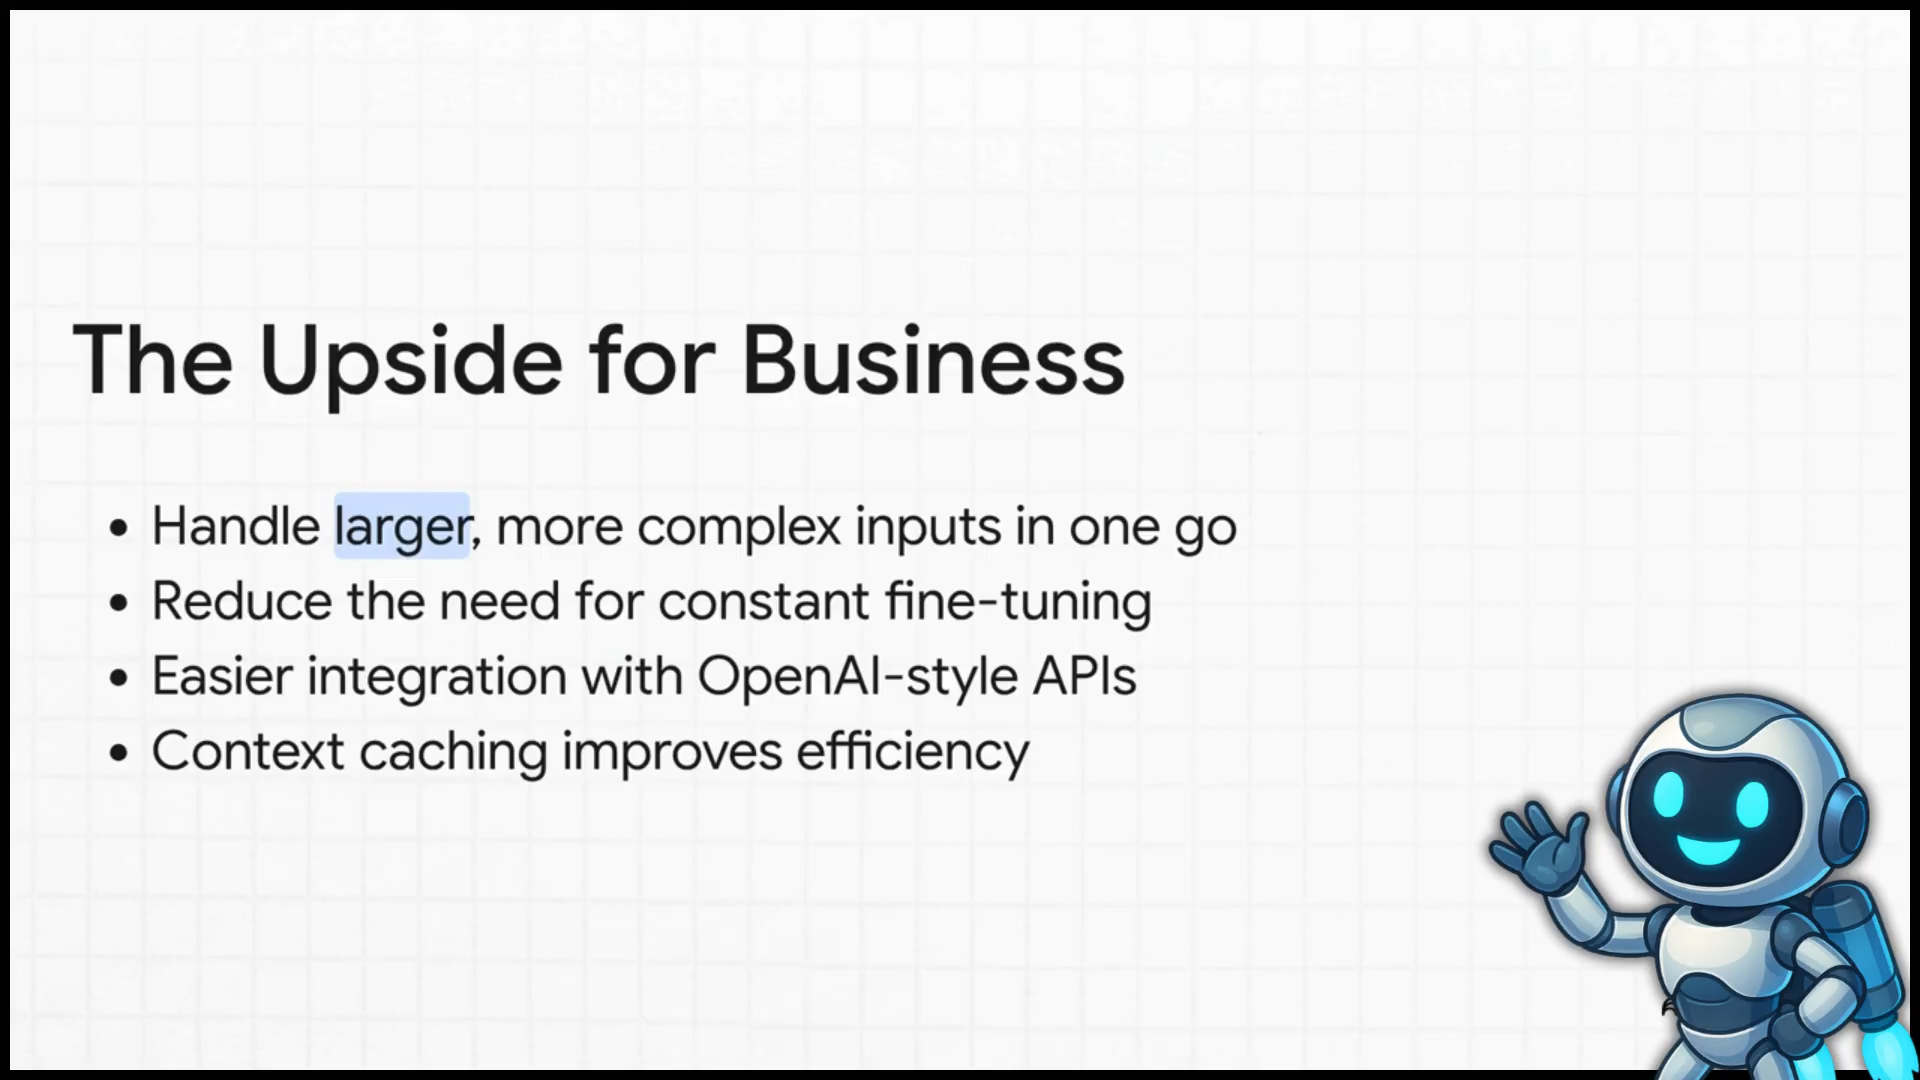 The Upside for Business
• Handle larger, more complex inputs in one go
• Reduce the need for constant fine-tuning
• Easier integration with OpenAI-style APIs
• Context caching improves efficiency